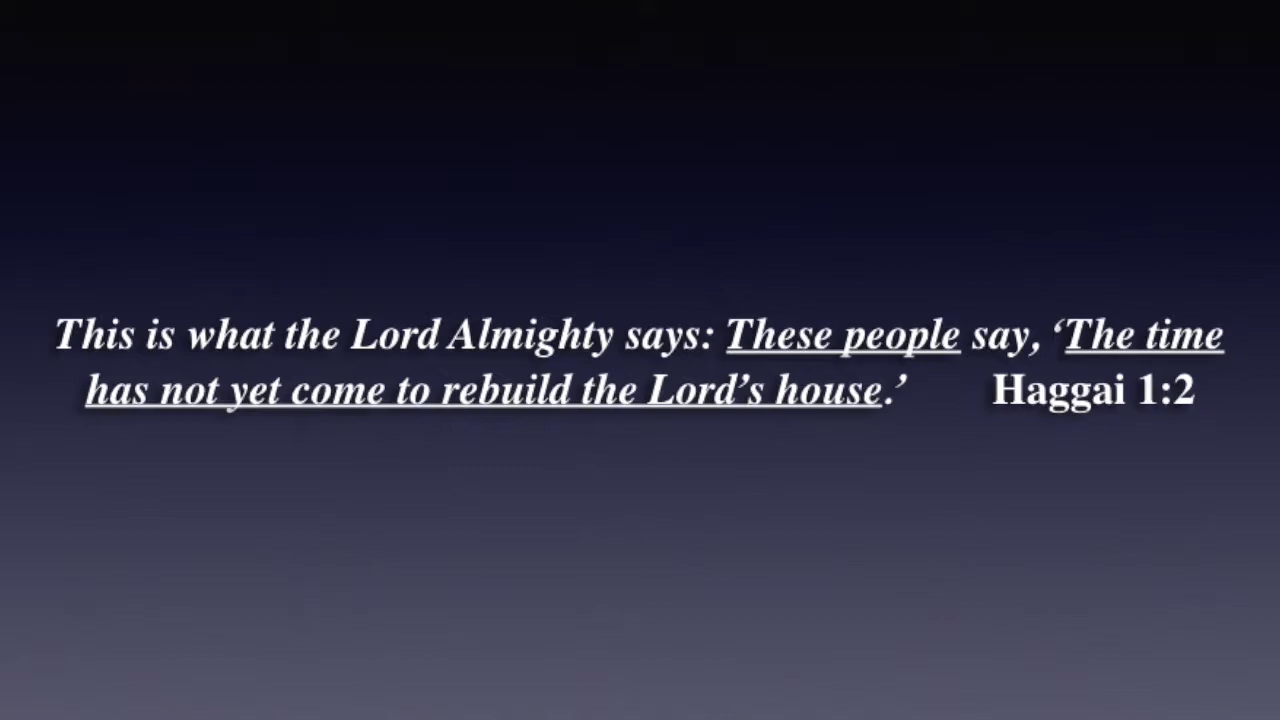 This is what the Lord Almighty says: These people say, ‘The time
has not yet come to rebuild the Lord’s house.’ Haggai 1:2